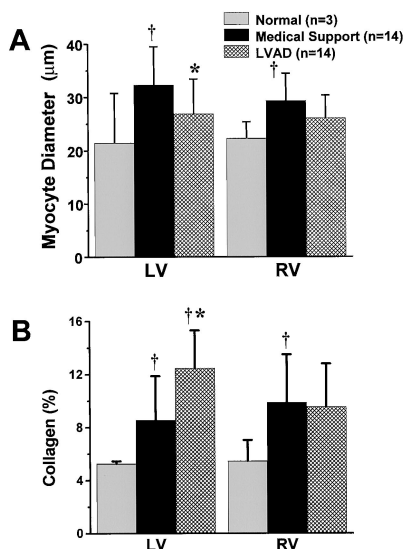 Normal (n=3)
Medical Support (n=14)
LVAD (n=14)
A
Myocyte Diameter (μm)
40
30
20
10
0
†
*
†
LV
RV
B
Collagen (%)
16
12
8
4
0
†
†*
†
LV
RV